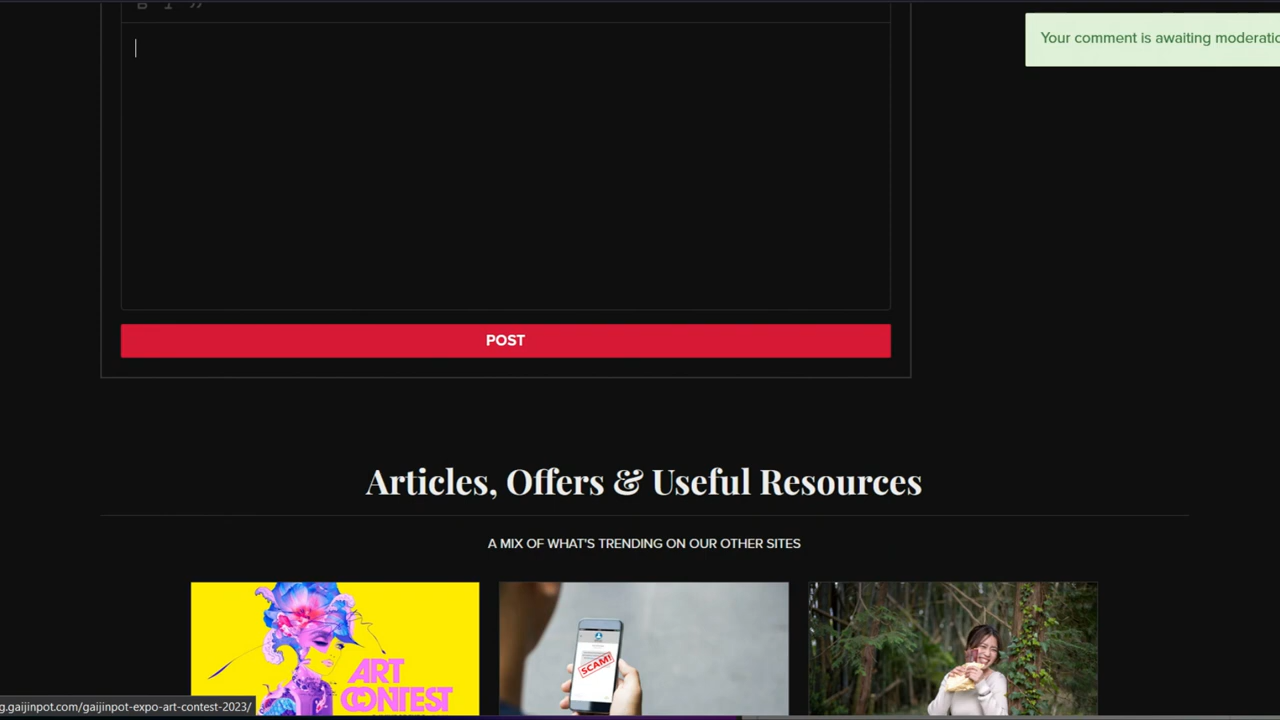 B I ”
Your comment is awaiting
POST
Articles, Offers & Useful Resources
A MIX OF WHAT'S TRENDING ON OUR OTHER SITES
ART
CONTEST
SCAM!
g.gaijinpot.com/gaijinpot-expo-art-contest-2023/